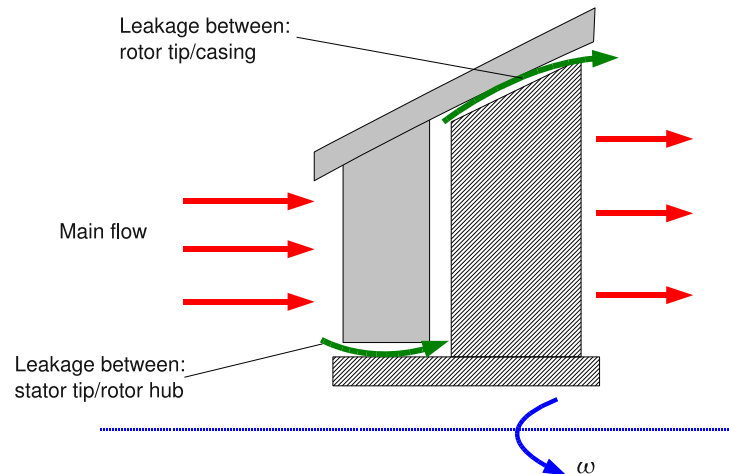 Leakage between:
rotor tip/casing
Main flow
Leakage between:
stator tip/rotor hub
ω